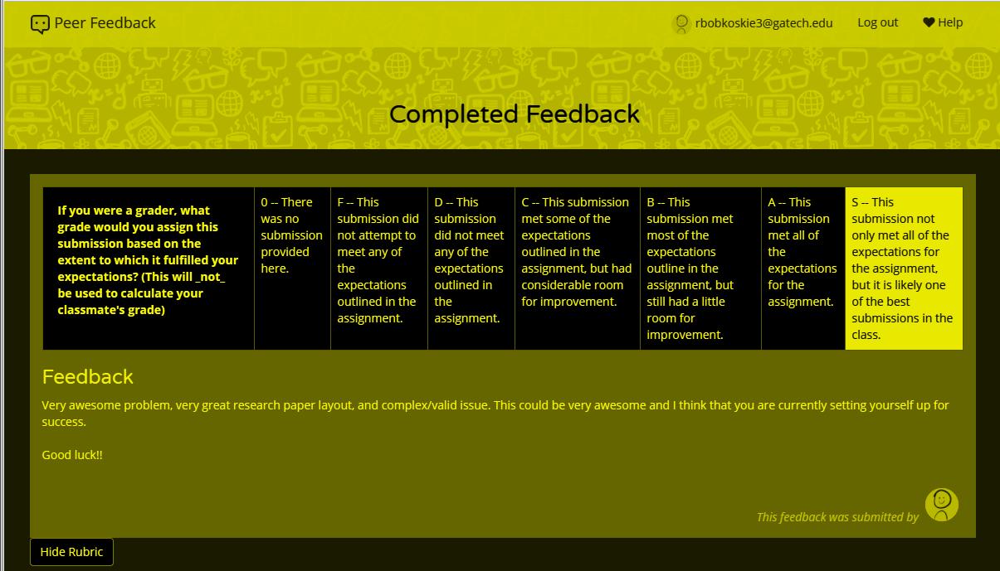 Peer Feedback
rbobkoskie3@gatech.edu
Log out
Help
Completed Feedback
If you were a grader, what
grade would you assign this
submission based on the
extent to which it fulfilled your
expectations? (This will _not_
be used to calculate your
classmate's grade)
0 -- There
was no
submission
provided
here.
F -- This
submission did
not attempt to
meet any of
the
expectations
outlined in the
assignment.
D -- This
submission
did not meet
any of the
expectations
outlined in
the
assignment.
C -- This submission
met some of the
expectations
outlined in the
assignment, but had
considerable room
for improvement.
B -- This
submission met
most of the
expectations
outline in the
assignment, but
still had a little
room for
improvement.
A -- This
submission
met all of
the
expectations
for the
assignment.
S -- This
submission not
only met all of the
expectations for
the assignment,
but it is likely one
of the best
submissions in the
class.
Feedback
Very awesome problem, very great research paper layout, and complex/valid issue. This could be very awesome and I think that you are currently setting yourself up for
success.
Good luck!!
This feedback was submitted by
Hide Rubric